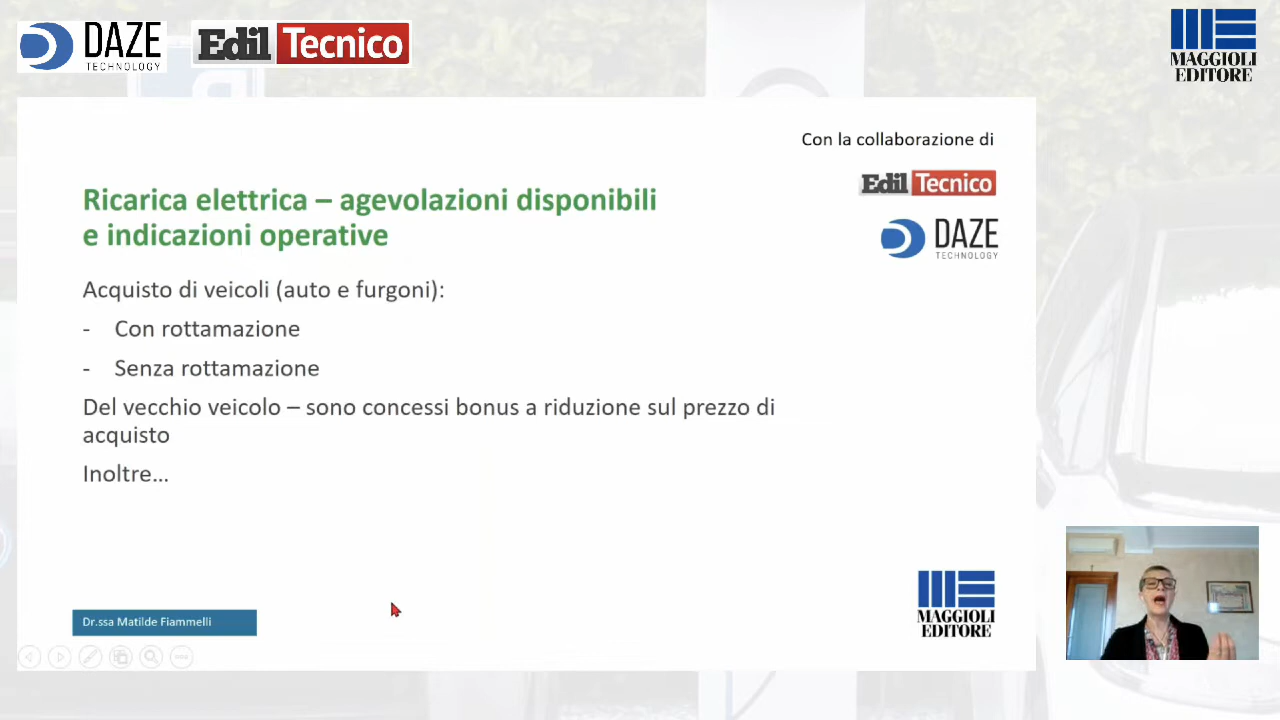 DAZE
TECHNOLOGY
Edil Tecnico
MAGGIOLI
EDITORE
Con la collaborazione di
Edil Tecnico
DAZE
TECHNOLOGY
Ricarica elettrica – agevolazioni disponibili
e indicazioni operative
Acquisto di veicoli (auto e furgoni):
- Con rottamazione
- Senza rottamazione
Del vecchio veicolo – sono concessi bonus a riduzione sul prezzo di
acquisto
Inoltre…
Dr.ssa Matilde Fiammelli
MAGGIOLI
EDITORE